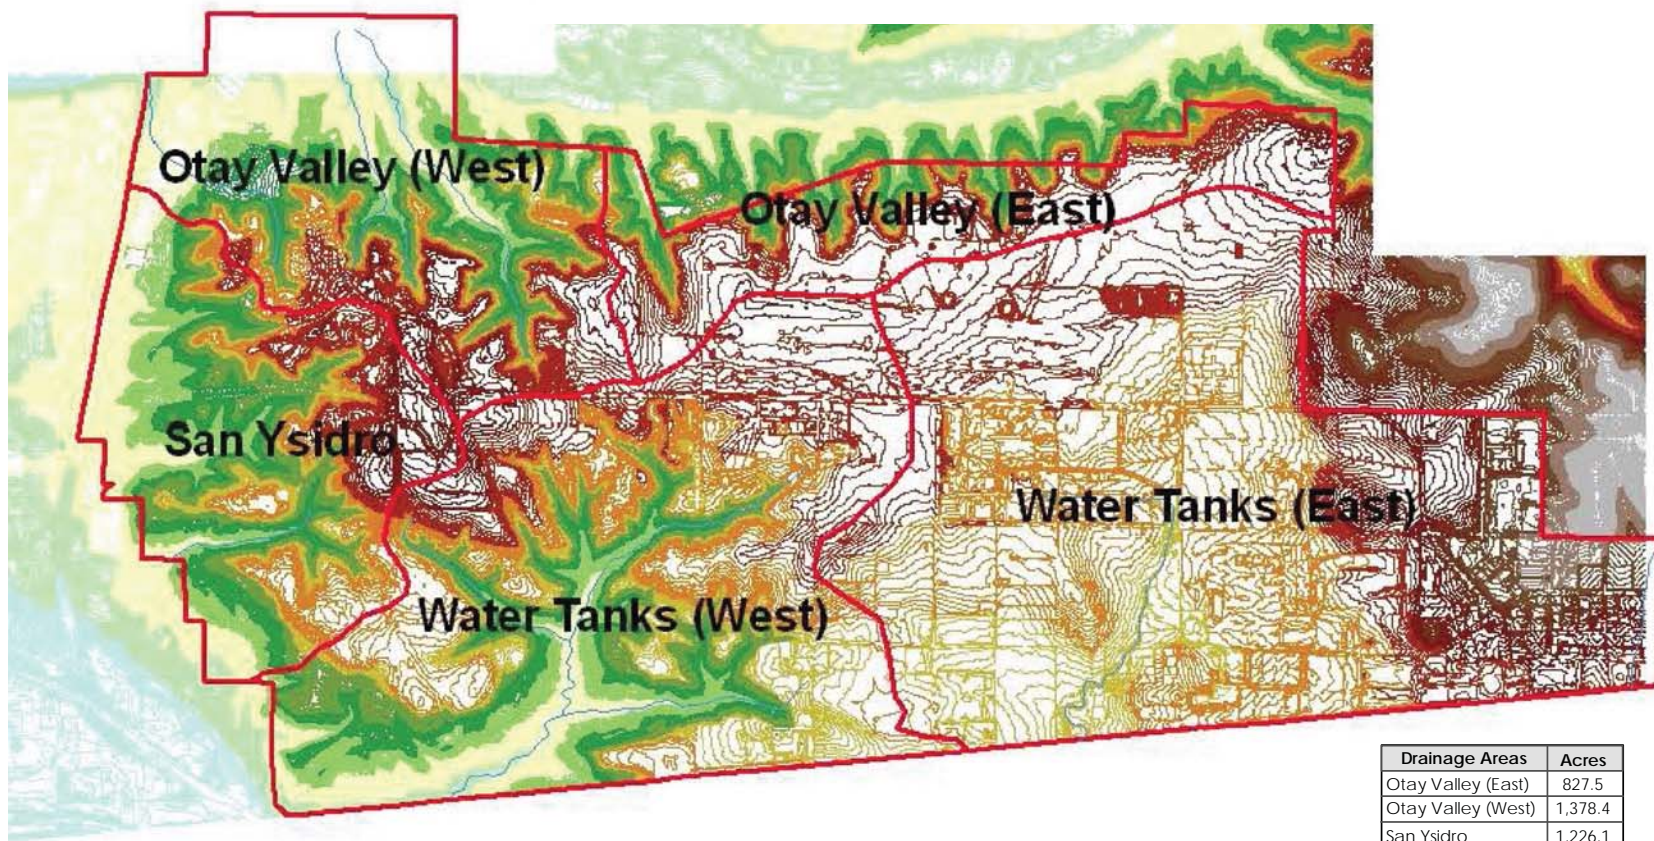 Otay Valley (West)
Otay Valley (East)
San Ysidro
Water Tanks (East)
Water Tanks (West)
Drainage Areas Acres
Otay Valley (East) 827.5
Otay Valley (West) 1,378.4
San Ysidro 1,226.1